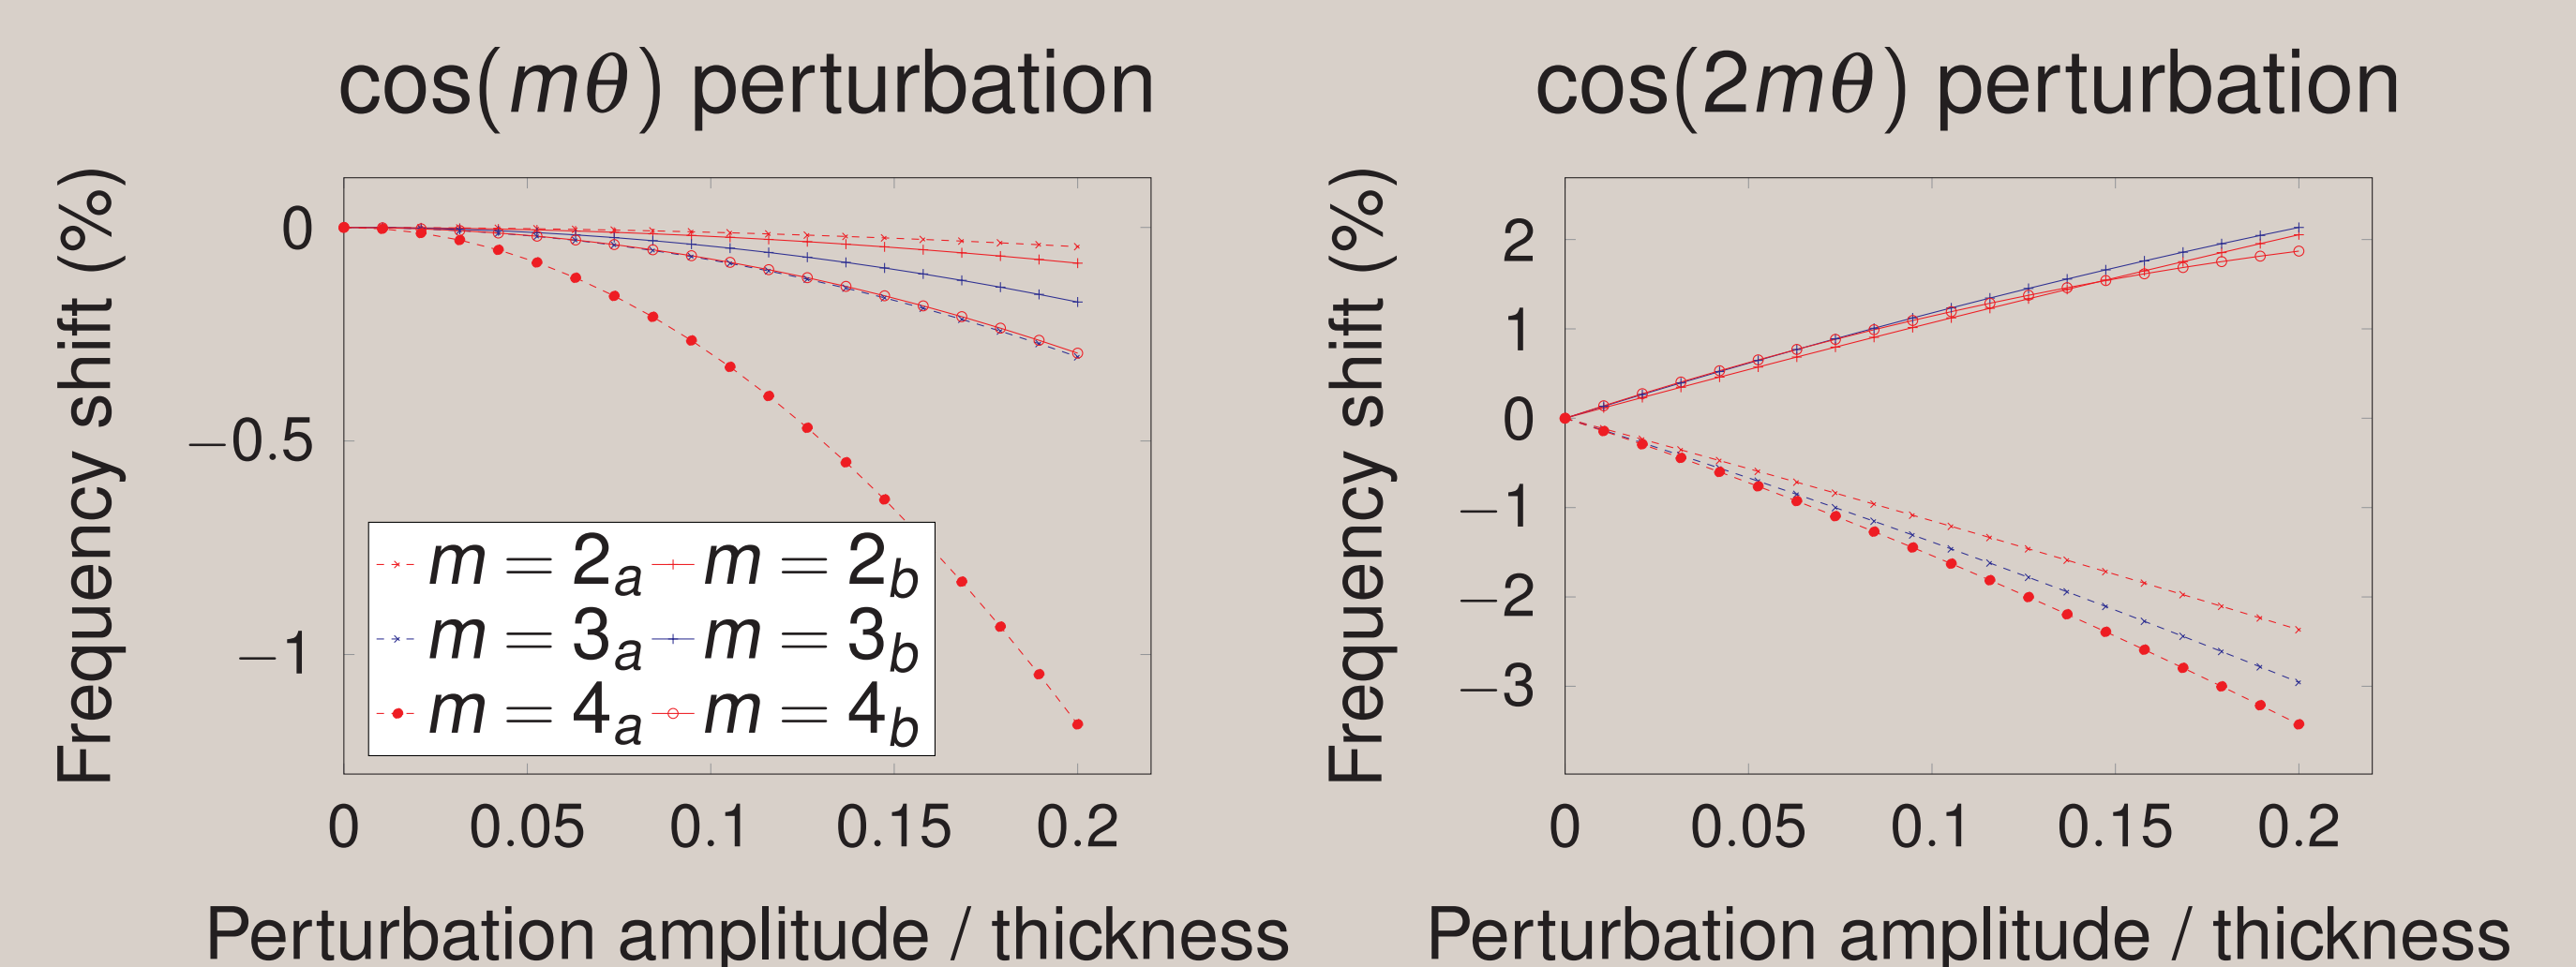 cos(mθ) perturbation
Frequency shift (%)
0
−0.5
−1
m = 2a m = 2b
m = 3a m = 3b
m = 4a m = 4b
0 0.05 0.1 0.15 0.2
Perturbation amplitude / thickness
cos(2mθ) perturbation
Frequency shift (%)
2
1
0
−1
−2
−3
0 0.05 0.1 0.15 0.2
Perturbation amplitude / thickness